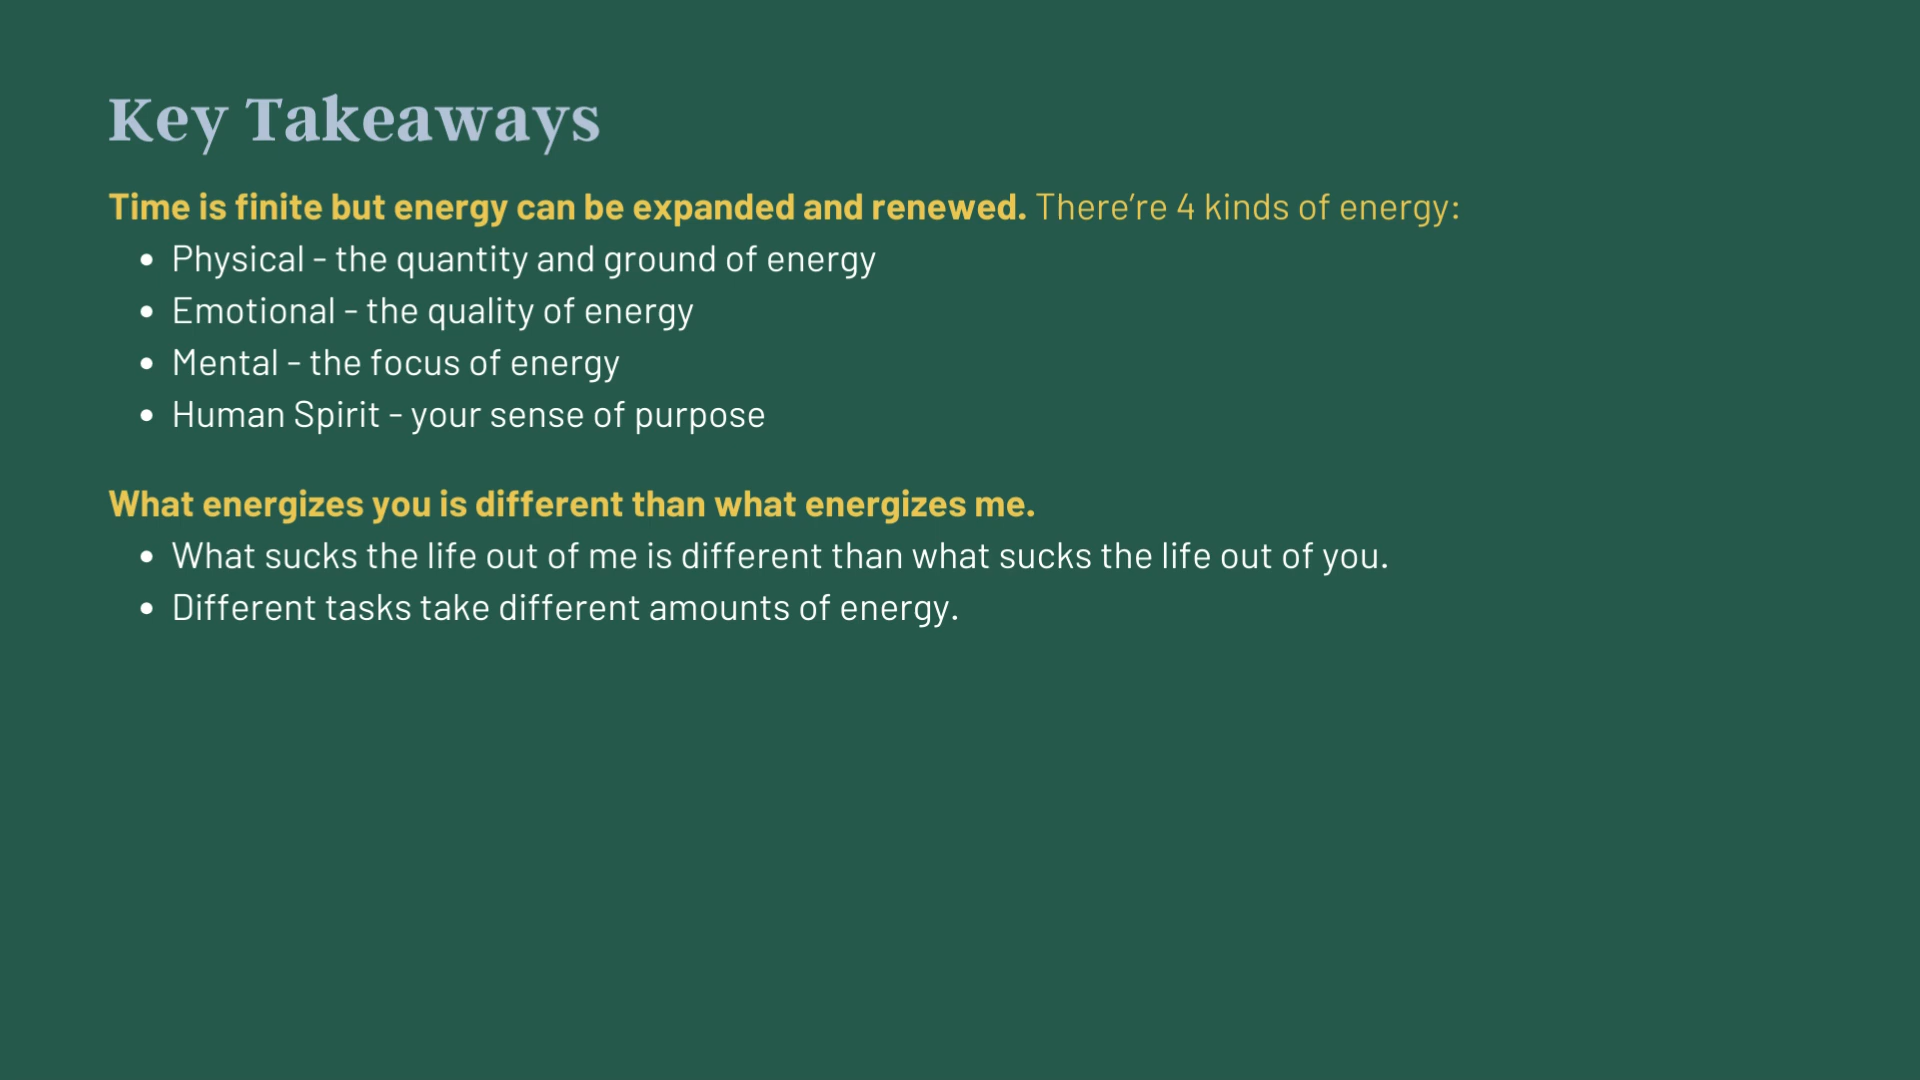 Key Takeaways
Time is finite but energy can be expanded and renewed. There’re 4 kinds of energy:
• Physical - the quantity and ground of energy
• Emotional - the quality of energy
• Mental - the focus of energy
• Human Spirit - your sense of purpose
What energizes you is different than what energizes me.
• What sucks the life out of me is different than what sucks the life out of you.
• Different tasks take different amounts of energy.